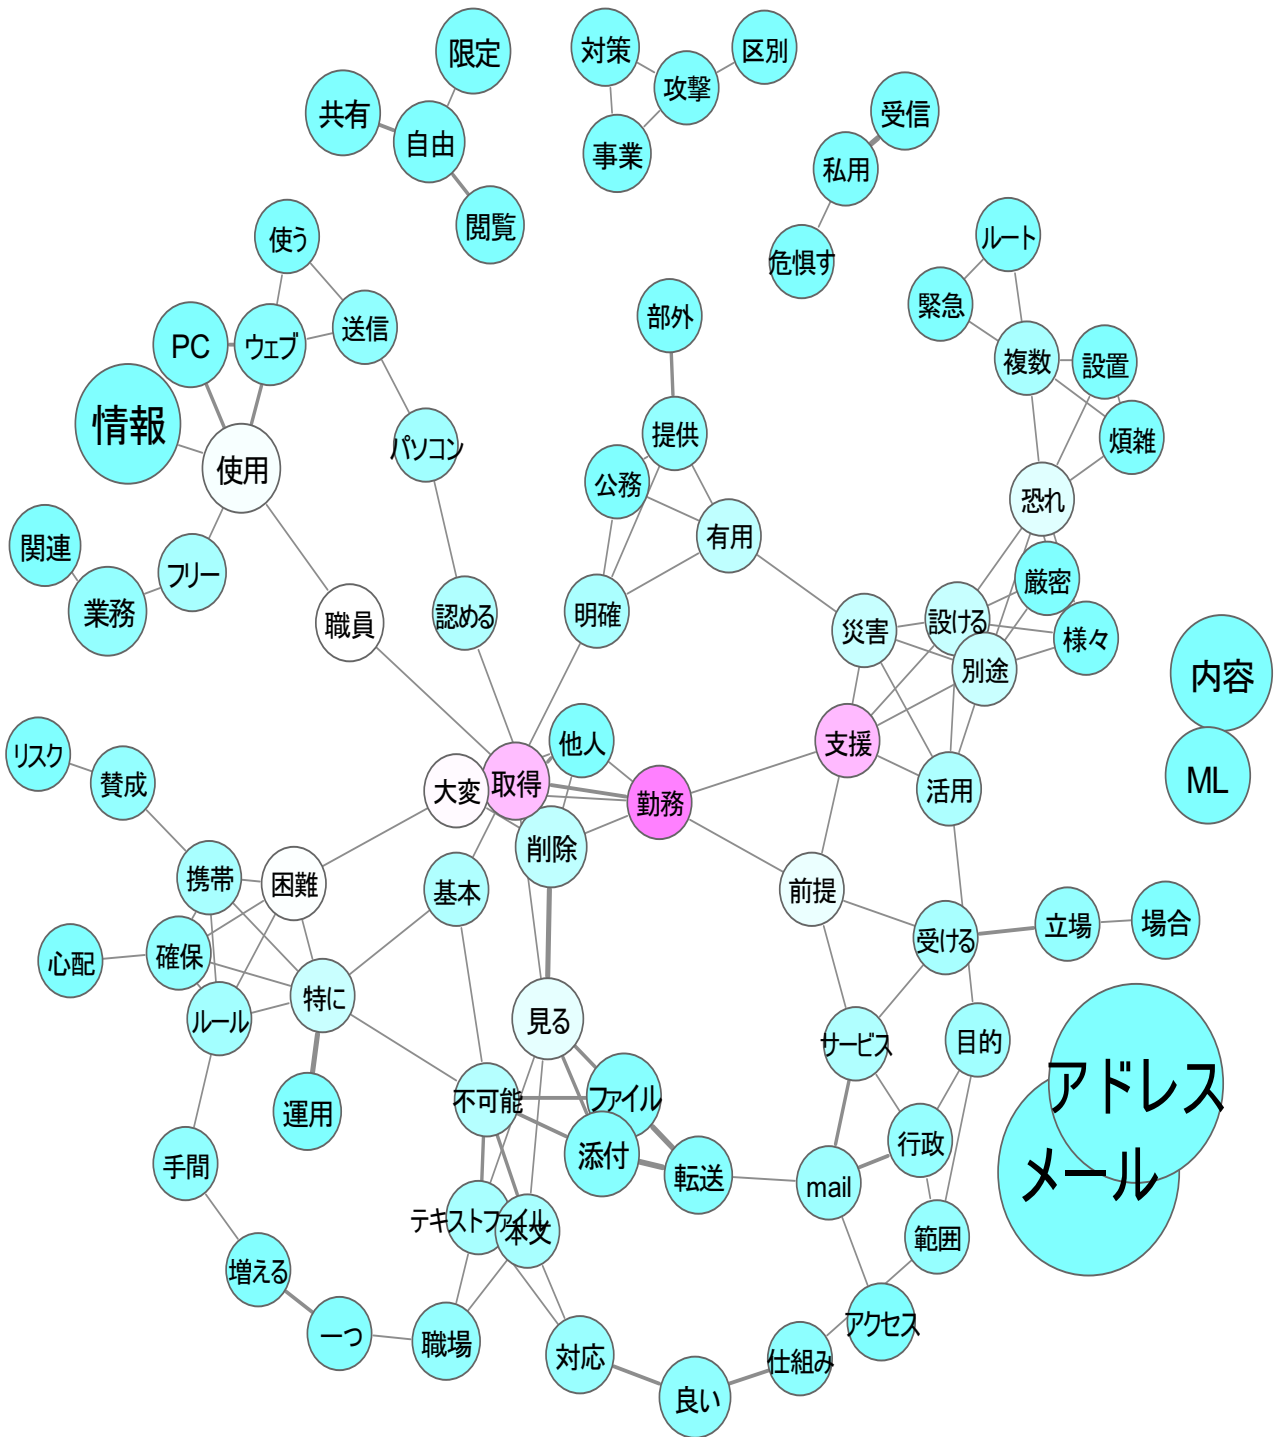 限定
対策
区別
攻撃
共有
自由
受信
事業
私用
閲覧
使う
ルート
危惧す
緊急
部外
送信
PC
ウェブ
複数
設置
情報
提供
煩雑
パソコン
使用
公務
恐れ
有用
関連
フリー
厳密
業務
職員
認める
明確
災害
設ける
様々
別途
内容
リスク
他人
支援
賛成
大変
取得
勤務
活用
ML
削除
携帯
困難
基本
前提
立場
場合
受ける
心配
確保
特に
ルール
見る
サービス
目的
アドレス
運用
不可能
ファイル
行政
手間
添付
転送
mail
メール
テキストファイル
本文
範囲
増える
アクセス
一つ
職場
対応
仕組み
良い